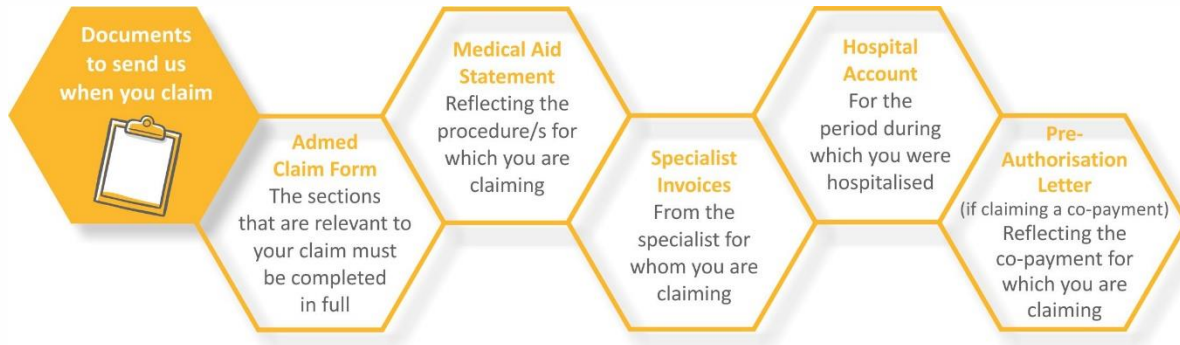 Documents
to send us
when you claim
Admed
Claim Form
The sections
that are relevant to
your claim must
be completed
in full
Medical Aid
Statement
Reflecting the
procedure/s for
which you are
claiming
Specialist
Invoices
From the
specialist for
whom you are
claiming
Hospital
Account
For the
period during
which you were
hospitalised
Pre-
Authorisation
Letter
(if claiming a co-payment)
Reflecting the
co-payment for
which you are
claiming